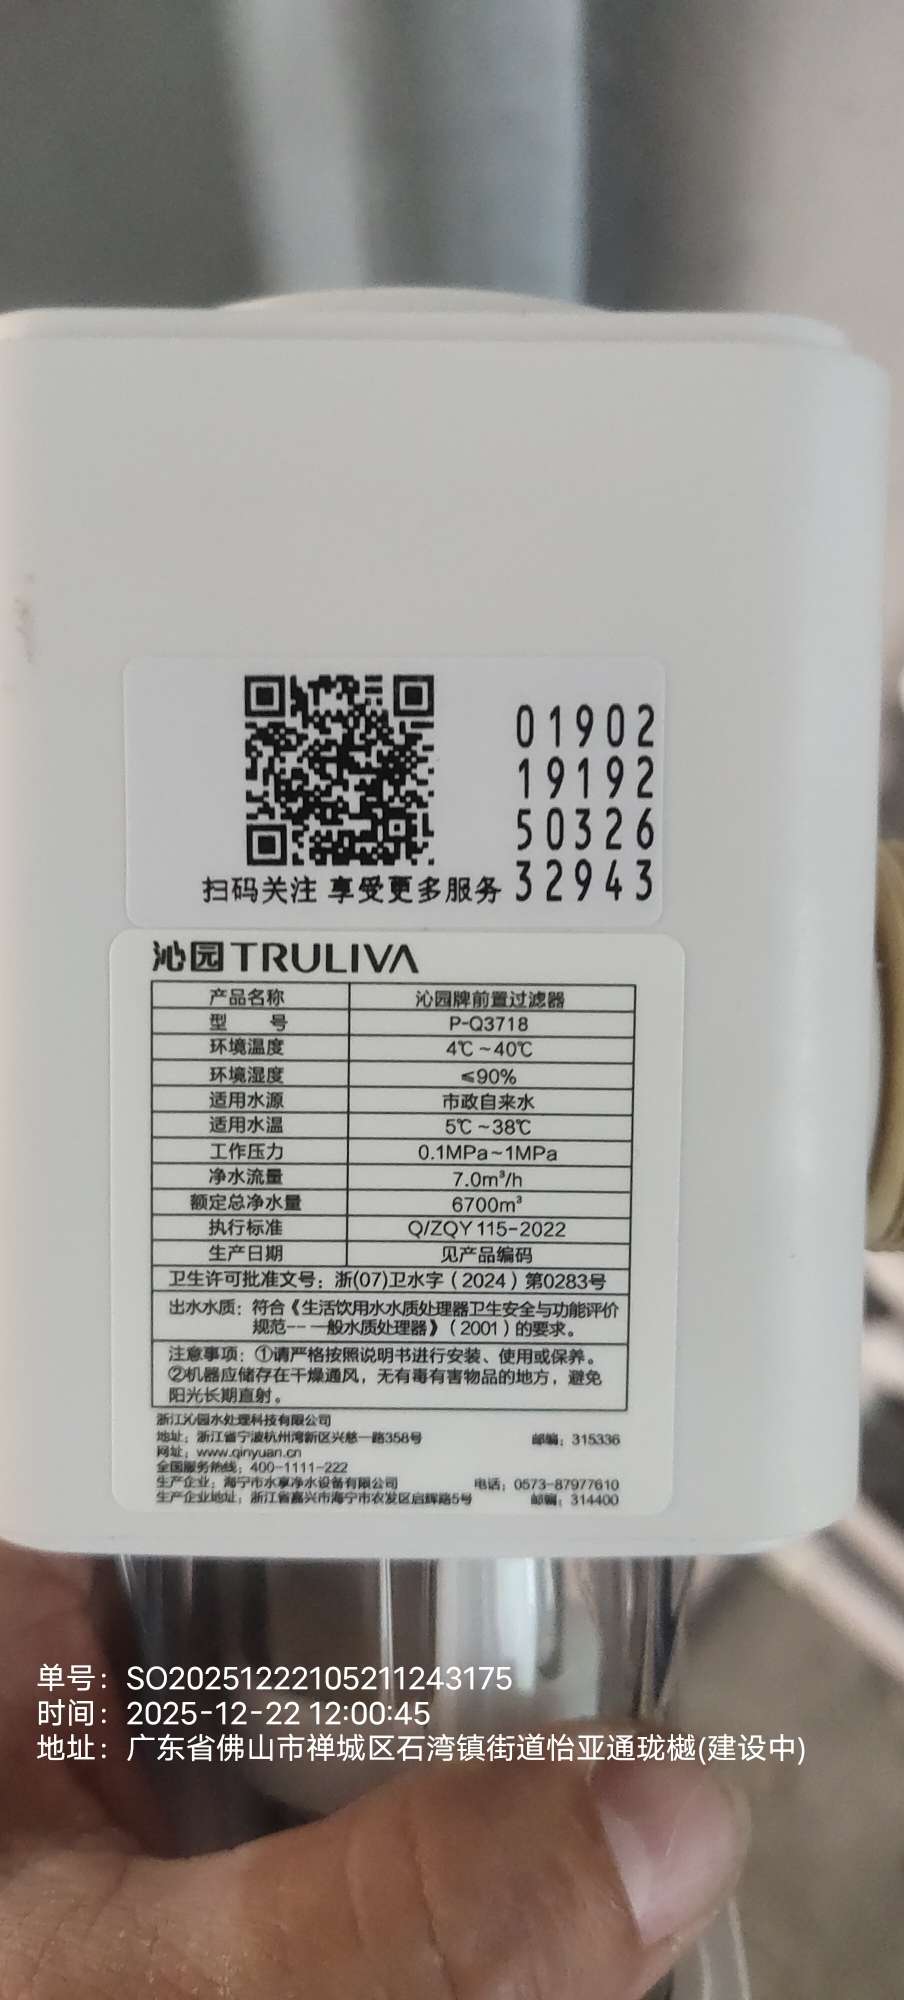 01902
19192
50326
32943
扫码关注 享受更多服务
沁园TRULIVA
产品名称 沁园牌前置过滤器
型 号 P-Q3718
环境温度 4℃~40℃
环境湿度 ≤90%
适用水源 市政自来水
适用水温 5℃~38℃
工作压力 0.1MPa~1MPa
净水流量 7.0m³/h
额定总净水量 6700m³
执行标准 Q/ZQY 115-2022
生产日期 见产品编码
卫生许可批准文号：浙(07)卫水字（2024）第0283号
出水水质：符合《生活饮用水水质处理器卫生安全与功能评价
规范--一般水质处理器》（2001）的要求。
注意事项：①请严格按照说明书进行安装、使用或保养。
②机器应储存在干燥通风，无有毒有害物品的地方，避免
阳光长期直射。
浙江沁园水处理科技有限公司
地址：浙江省宁波杭州湾新区兴慈一路358号 邮编：315336
网址：www.qinyuan.cn
全国服务热线：400-1111-222
生产企业：海宁市水享净水设备有限公司 电话：0573-87977610
生产企业地址：浙江省嘉兴市海宁市农发区启辉路5号 邮编：314400
单号：SO20251222105211243175
时间：2025-12-22 12:00:45
地址：广东省佛山市禅城区石湾镇街道怡亚通珑樾(建设中)